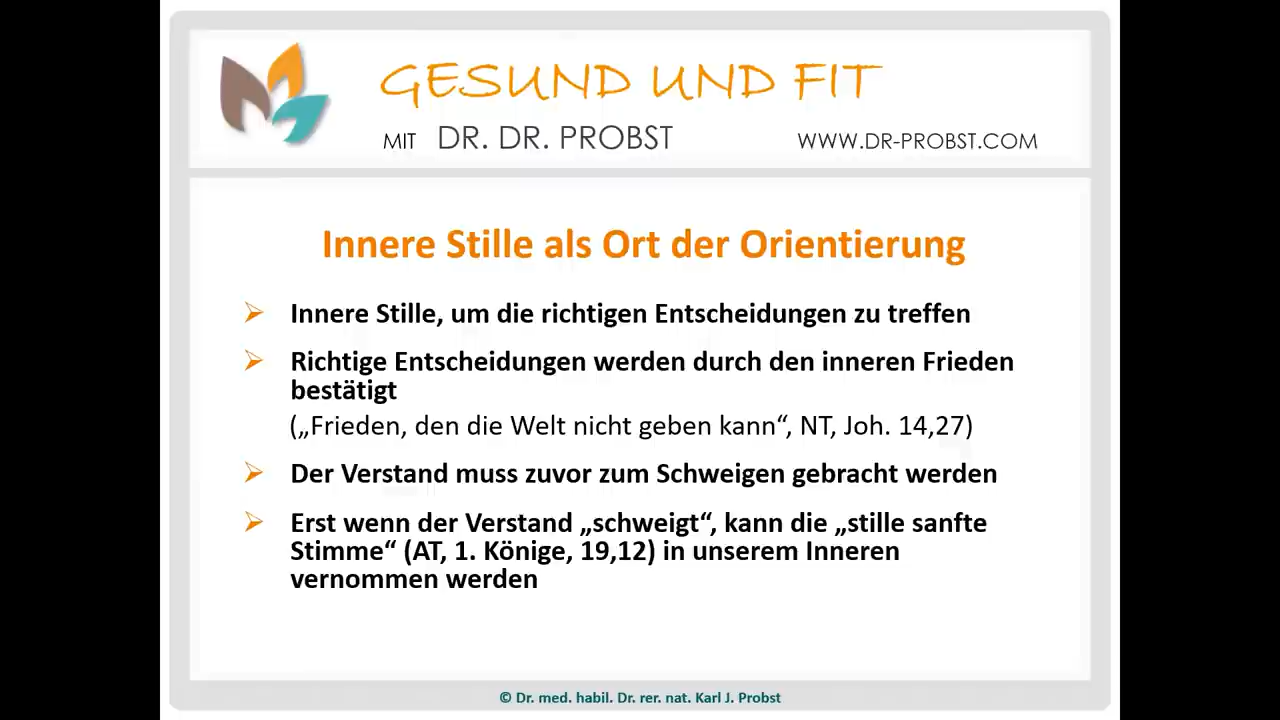 GESUND UND FIT
MIT DR. DR. PROBST WWW.DR-PROBST.COM
Innere Stille als Ort der Orientierung
Innere Stille, um die richtigen Entscheidungen zu treffen
Richtige Entscheidungen werden durch den inneren Frieden
bestätigt
(„Frieden, den die Welt nicht geben kann“, NT, Joh. 14,27)
Der Verstand muss zuvor zum Schweigen gebracht werden
Erst wenn der Verstand „schweigt“, kann die „stille sanfte
Stimme“ (AT, 1. Könige, 19,12) in unserem Inneren
vernommen werden
© Dr. med. habil. Dr. rer. nat. Karl J. Probst